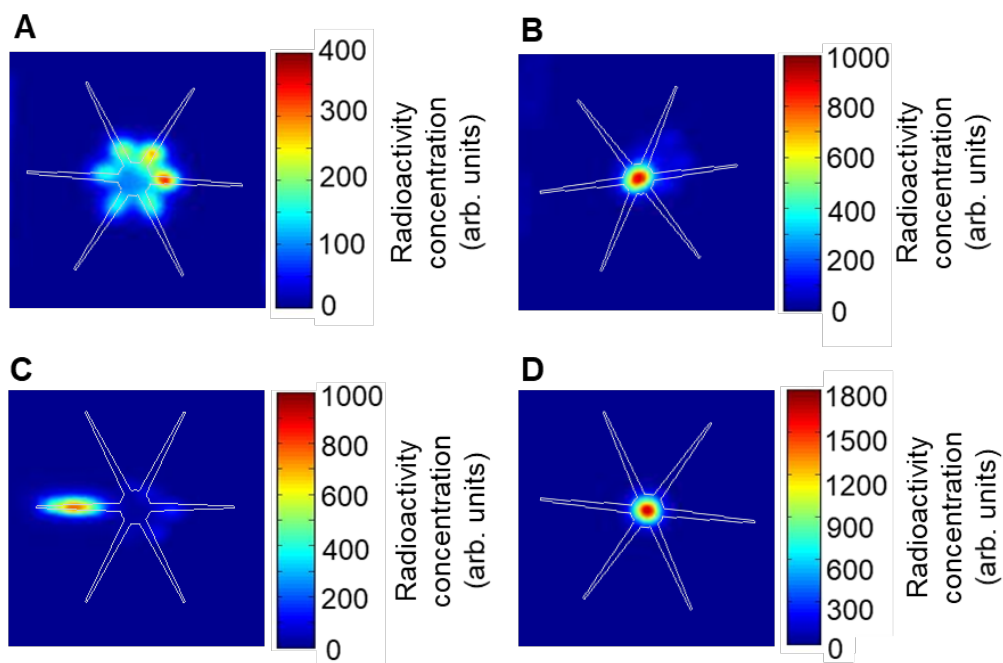 A
400
300
200
100
0
Radioactivity
concentration
(arb. units)
B
1000
800
600
400
200
0
Radioactivity
concentration
(arb. units)
C
1000
800
600
400
200
0
Radioactivity
concentration
(arb. units)
D
1800
1500
1200
900
600
300
0
Radioactivity
concentration
(arb. units)